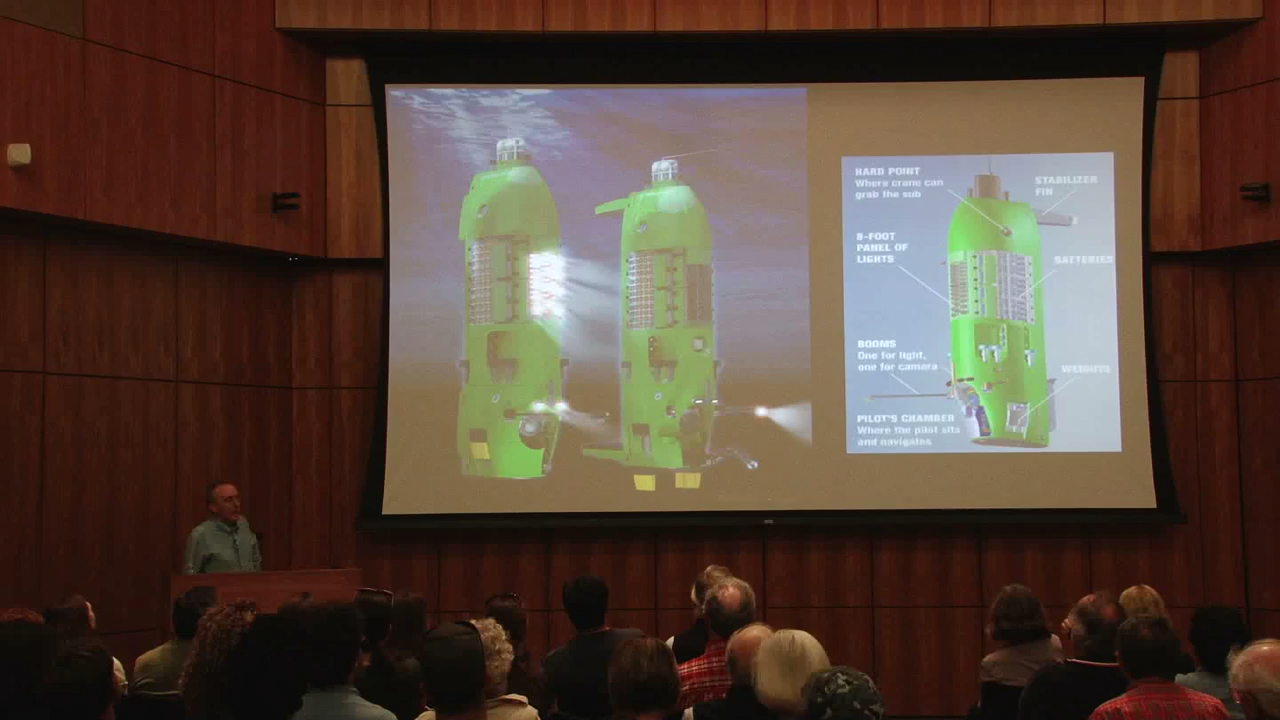 HARD POINT
Where crane can
grab the sub
STABILIZER
FIN
8-FOOT
PANEL OF
LIGHTS
BATTERIES
BOOMS
One for light,
one for camera
WEIGHTS
PILOT'S CHAMBER
Where the pilot sits
and navigates